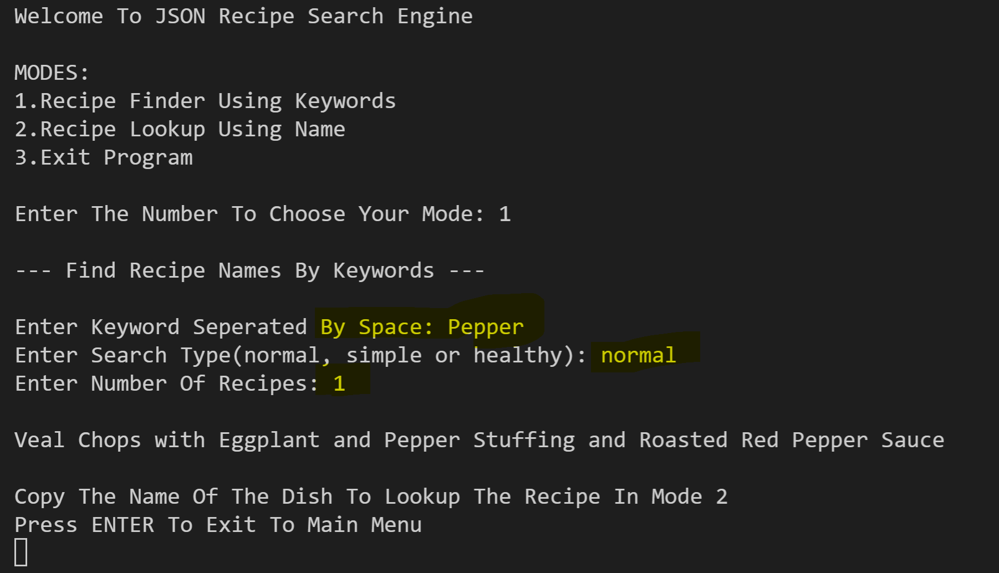 Welcome To JSON Recipe Search Engine
MODES:
1.Recipe Finder Using Keywords
2.Recipe Lookup Using Name
3.Exit Program
Enter The Number To Choose Your Mode: 1
--- Find Recipe Names By Keywords ---
Enter Keyword Seperated By Space: Pepper
Enter Search Type(normal, simple or healthy): normal
Enter Number Of Recipes: 1
Veal Chops with Eggplant and Pepper Stuffing and Roasted Red Pepper Sauce
Copy The Name Of The Dish To Lookup The Recipe In Mode 2
Press ENTER To Exit To Main Menu